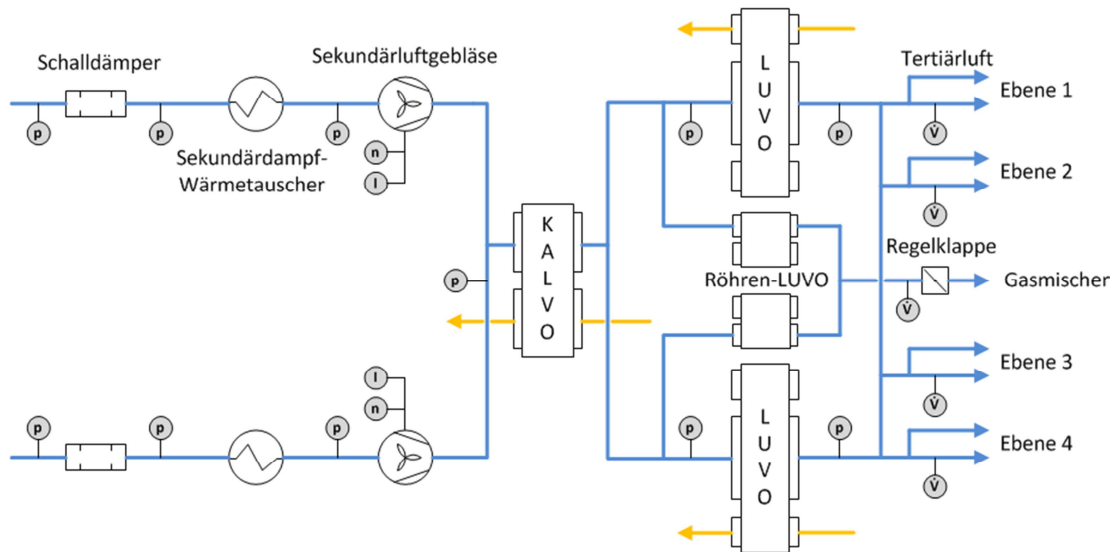 Schalldämper
Sekundärluftgebläse
Sekundärdampf-
Wärmetauscher
p
p
p
n
I
p
K
A
L
V
O
L
U
V
O
p
p
Tertiärluft
Ebene 1
V̇
Ebene 2
V̇
Regelklappe
Röhren-LUVO
Gasmischer
V̇
Ebene 3
V̇
Ebene 4
V̇
L
U
V
O
p
p
I
n
p
p
p